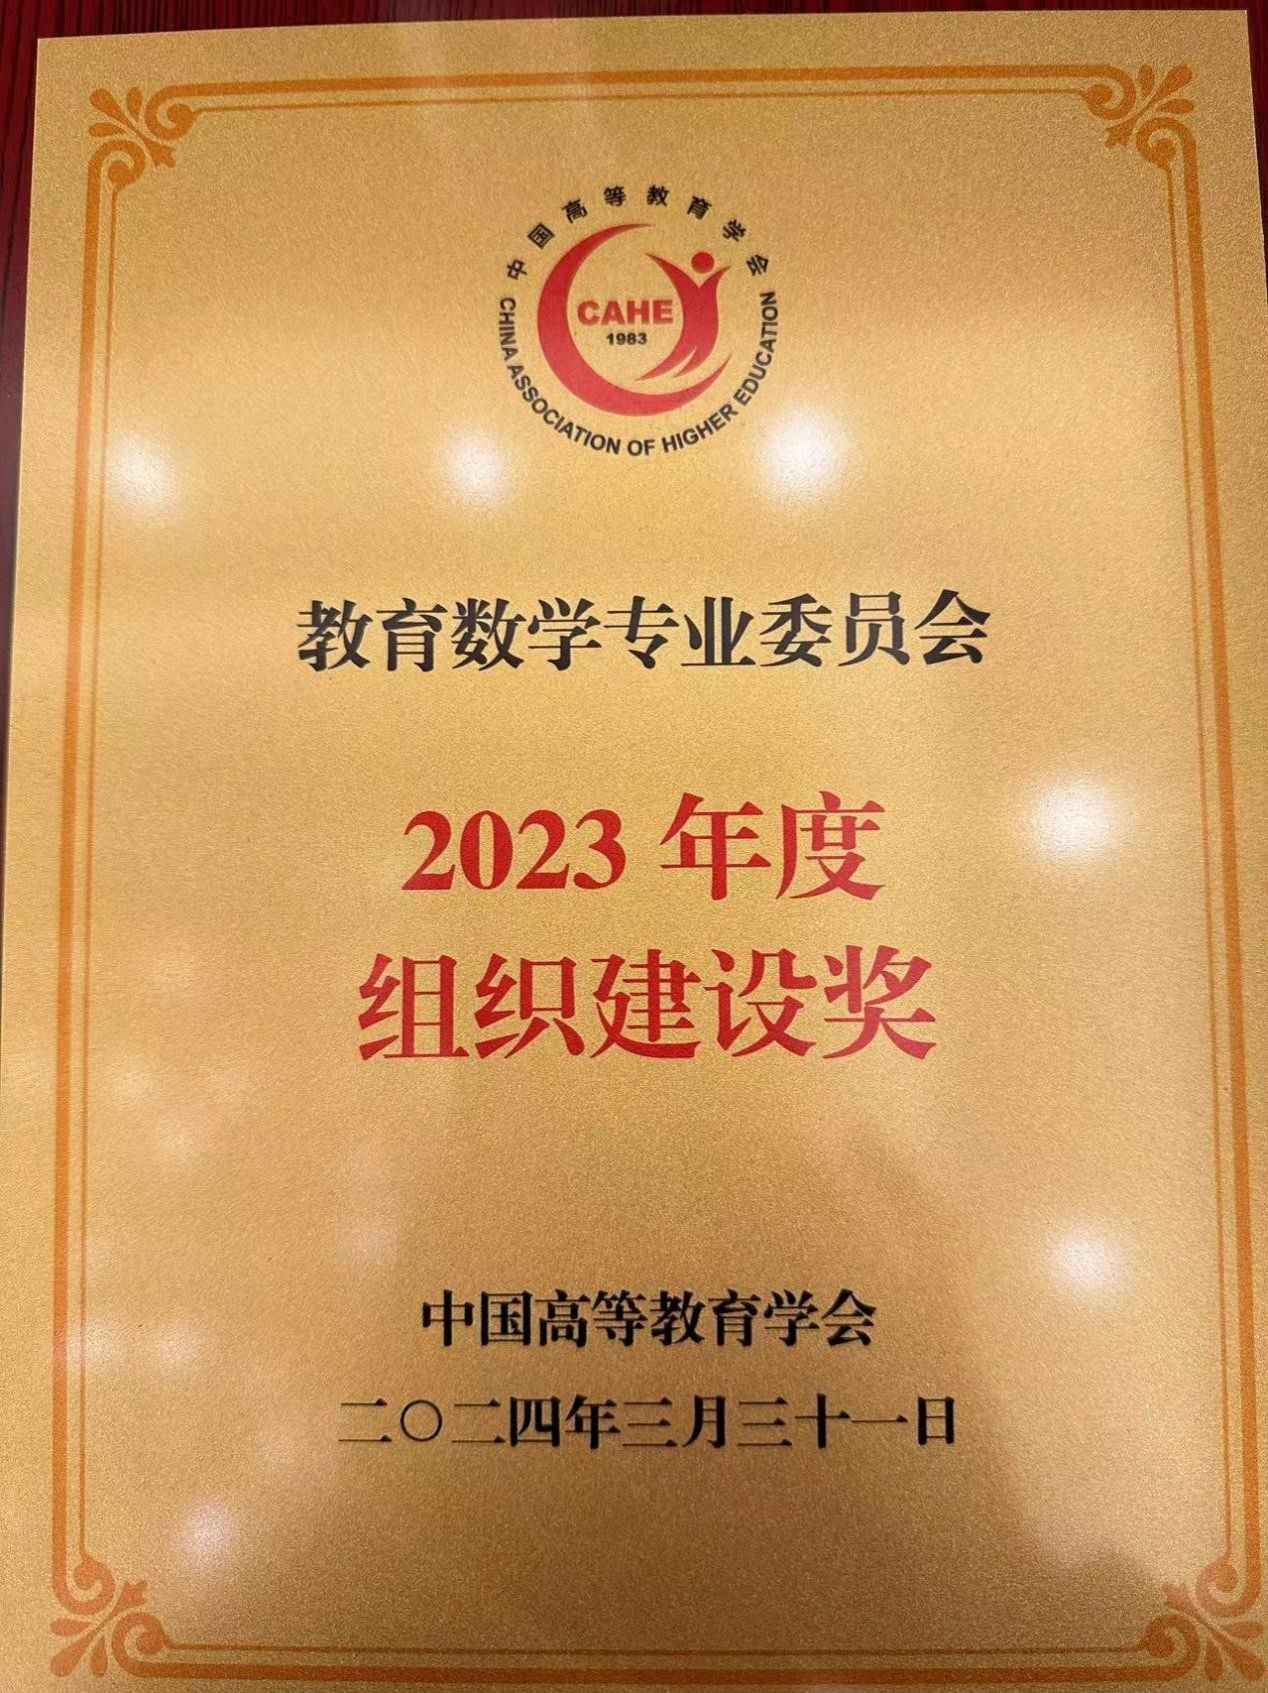 中国高等教育学会
CAHE
1983
CHINA ASSOCIATION OF HIGHER EDUCATION
教育数学专业委员会
2023 年度
组织建设奖
中国高等教育学会
二〇二四年三月三十一日